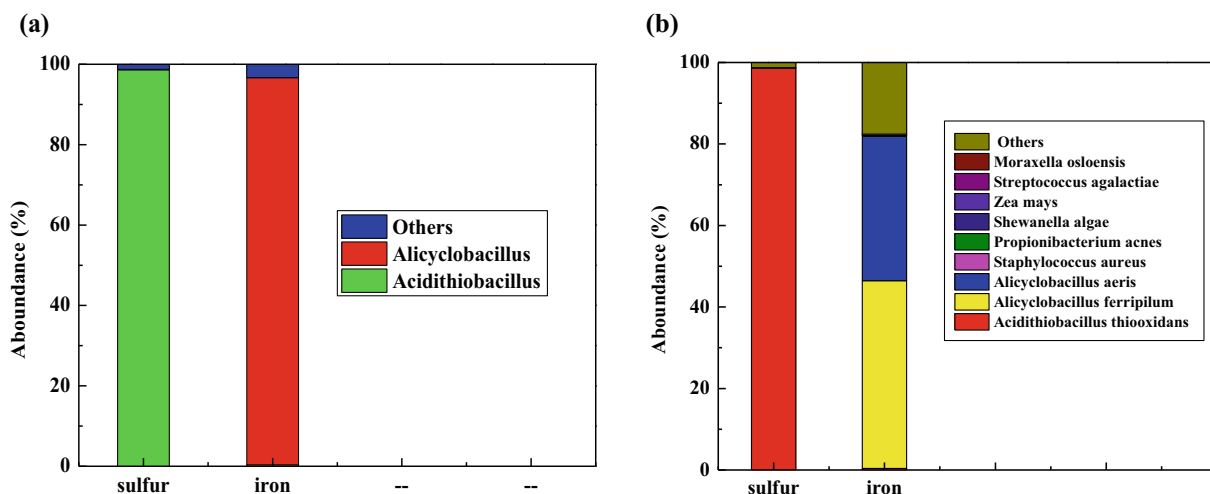 (a)
Aboundance (%)
100
80
60
40
20
0
sulfur iron -- --
Others
Alicyclobacillus
Acidithiobacillus
(b)
Aboundance (%)
100
80
60
40
20
0
sulfur iron
Others
Moraxella osloensis
Streptococcus agalactiae
Zea mays
Shewanella algae
Propionibacterium acnes
Staphylococcus aureus
Alicyclobacillus aeris
Alicyclobacillus ferripilum
Acidithiobacillus thiooxidans